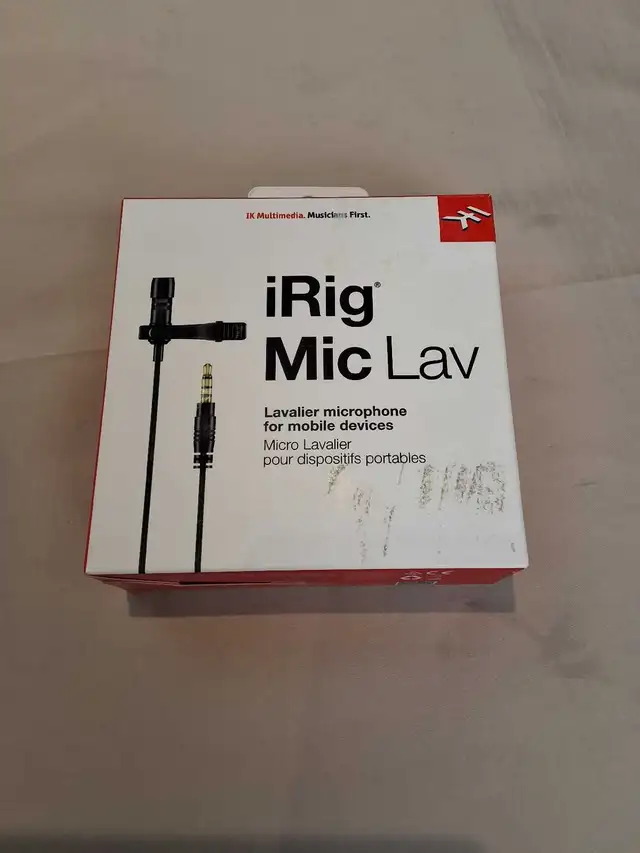 IK Multimedia. Musicians First.
iRig®
Mic Lav
Lavalier microphone
for mobile devices
Micro Lavalier
pour dispositifs portables